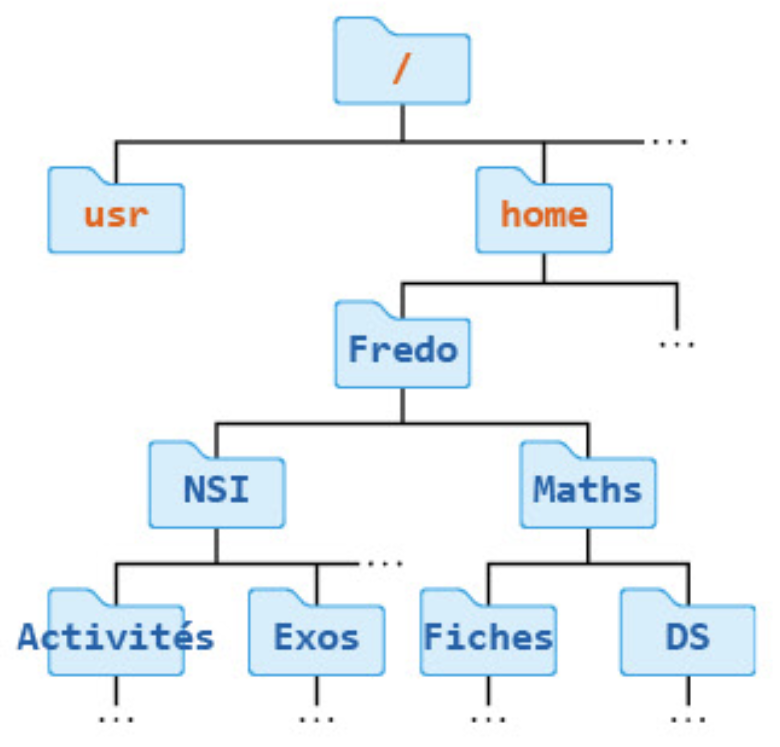 /
...
usr
home
Fredo
...
NSI
Maths
...
Activités
Exos
Fiches
DS
...
...
...
...